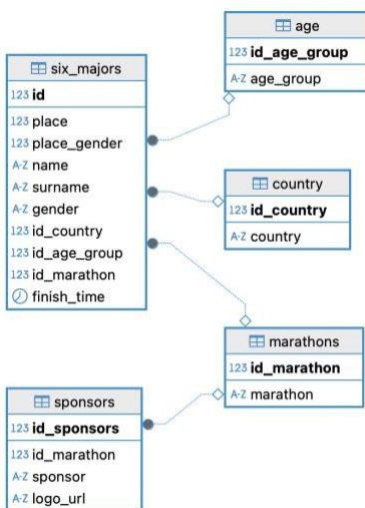 six_majors
123 id
123 place
123 place_gender
A-Z name
A-Z surname
A-Z gender
123 id_country
123 id_age_group
123 id_marathon
finish_time
age
123 id_age_group
A-Z age_group
country
123 id_country
A-Z country
marathons
123 id_marathon
A-Z marathon
sponsors
123 id_sponsors
123 id_marathon
A-Z sponsor
A-Z logo_url